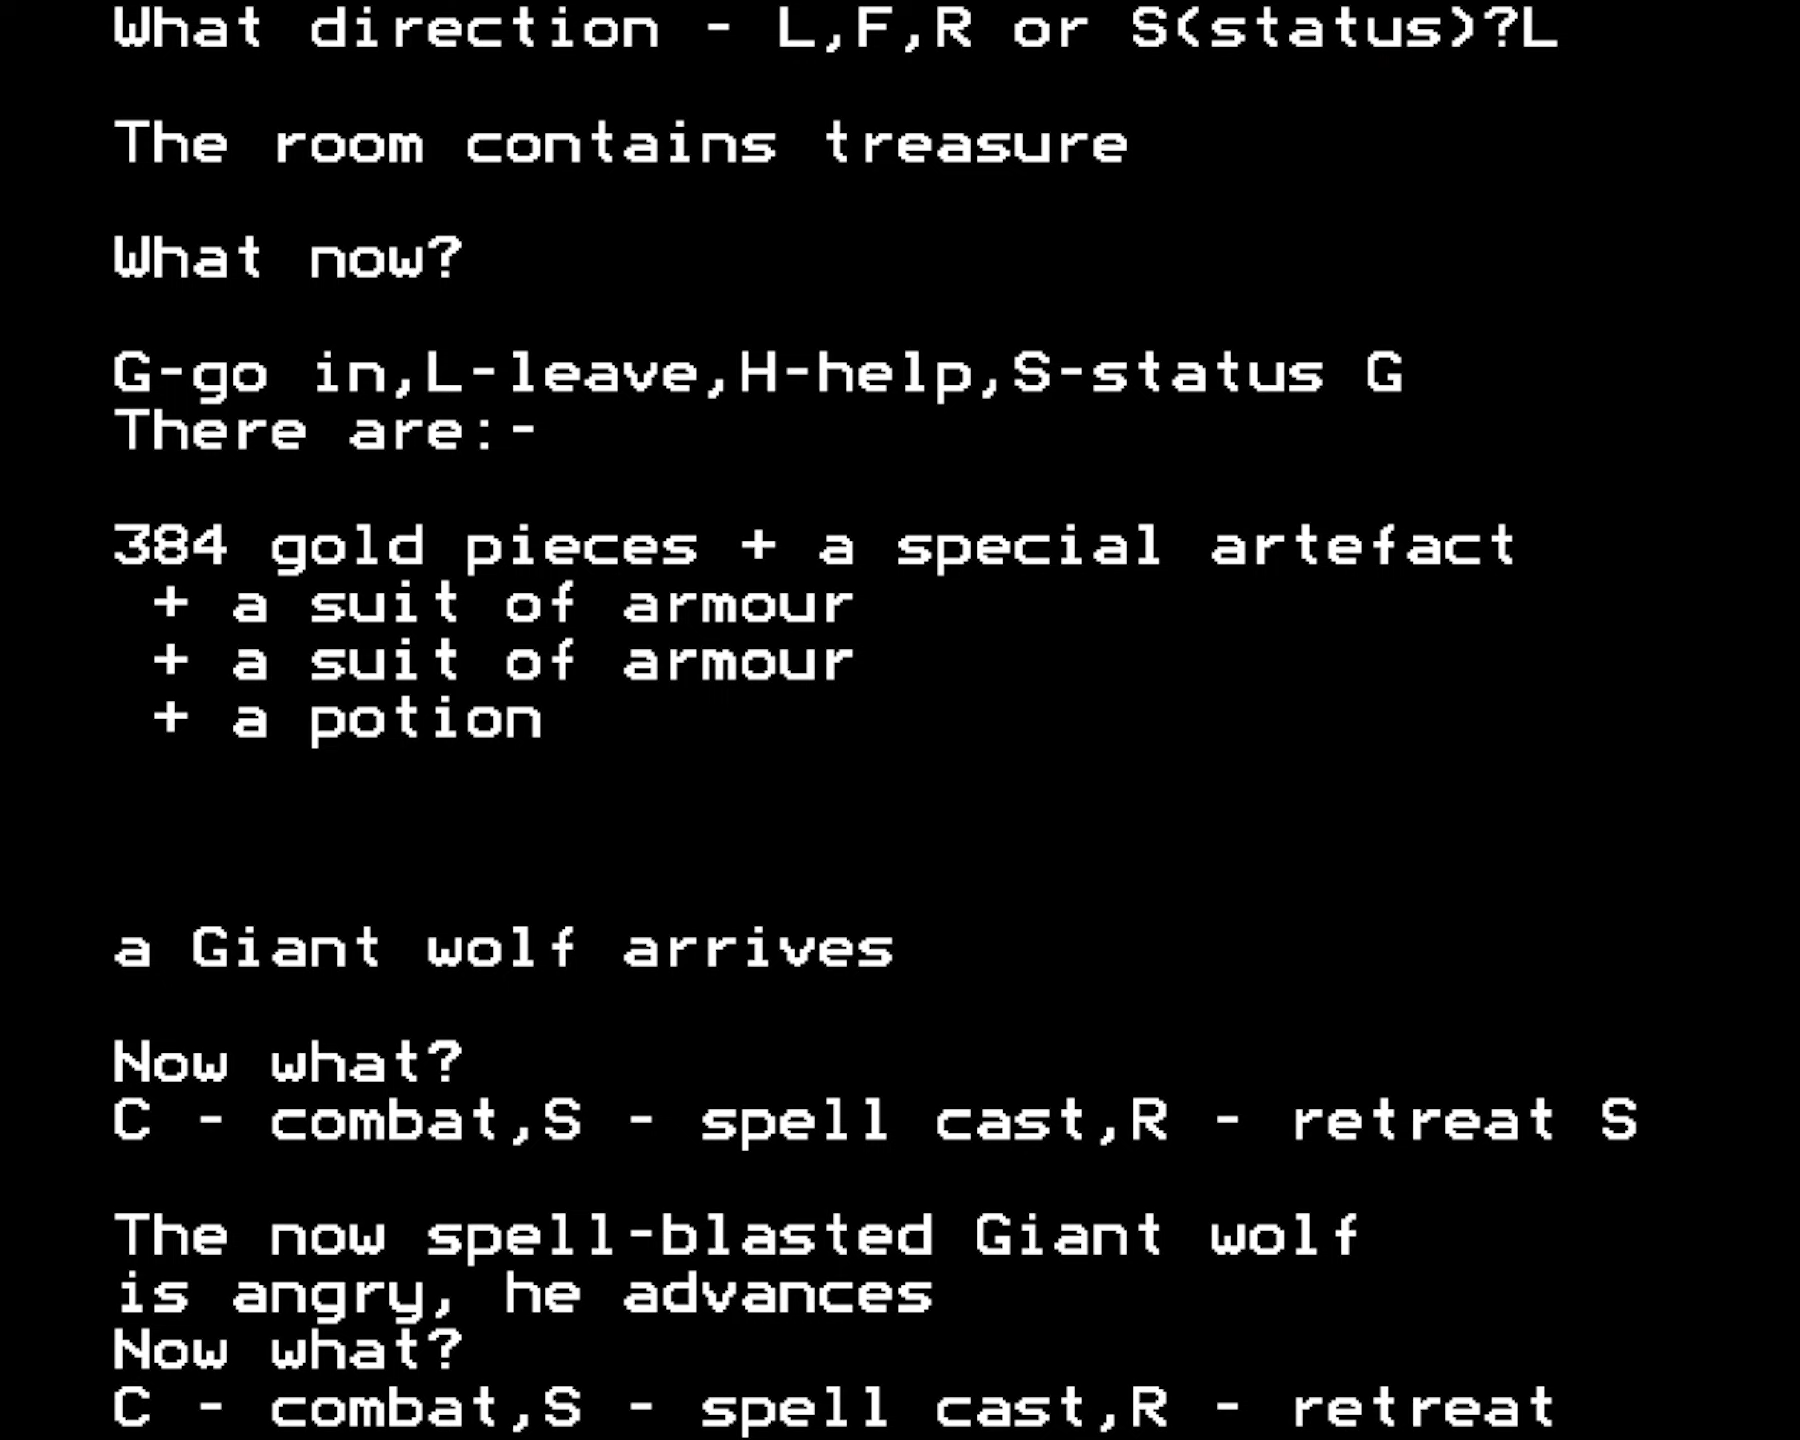 What direction - L,F,R or S(status)?L
The room contains treasure
What now?
G-go in,L-leave,H-help,S-status G
There are:-
384 gold pieces + a special artefact
+ a suit of armour
+ a suit of armour
+ a potion
a Giant wolf arrives
Now what?
C - combat,S - spell cast,R - retreat S
The now spell-blasted Giant wolf
is angry, he advances
Now what?
C - combat,S - spell cast,R - retreat